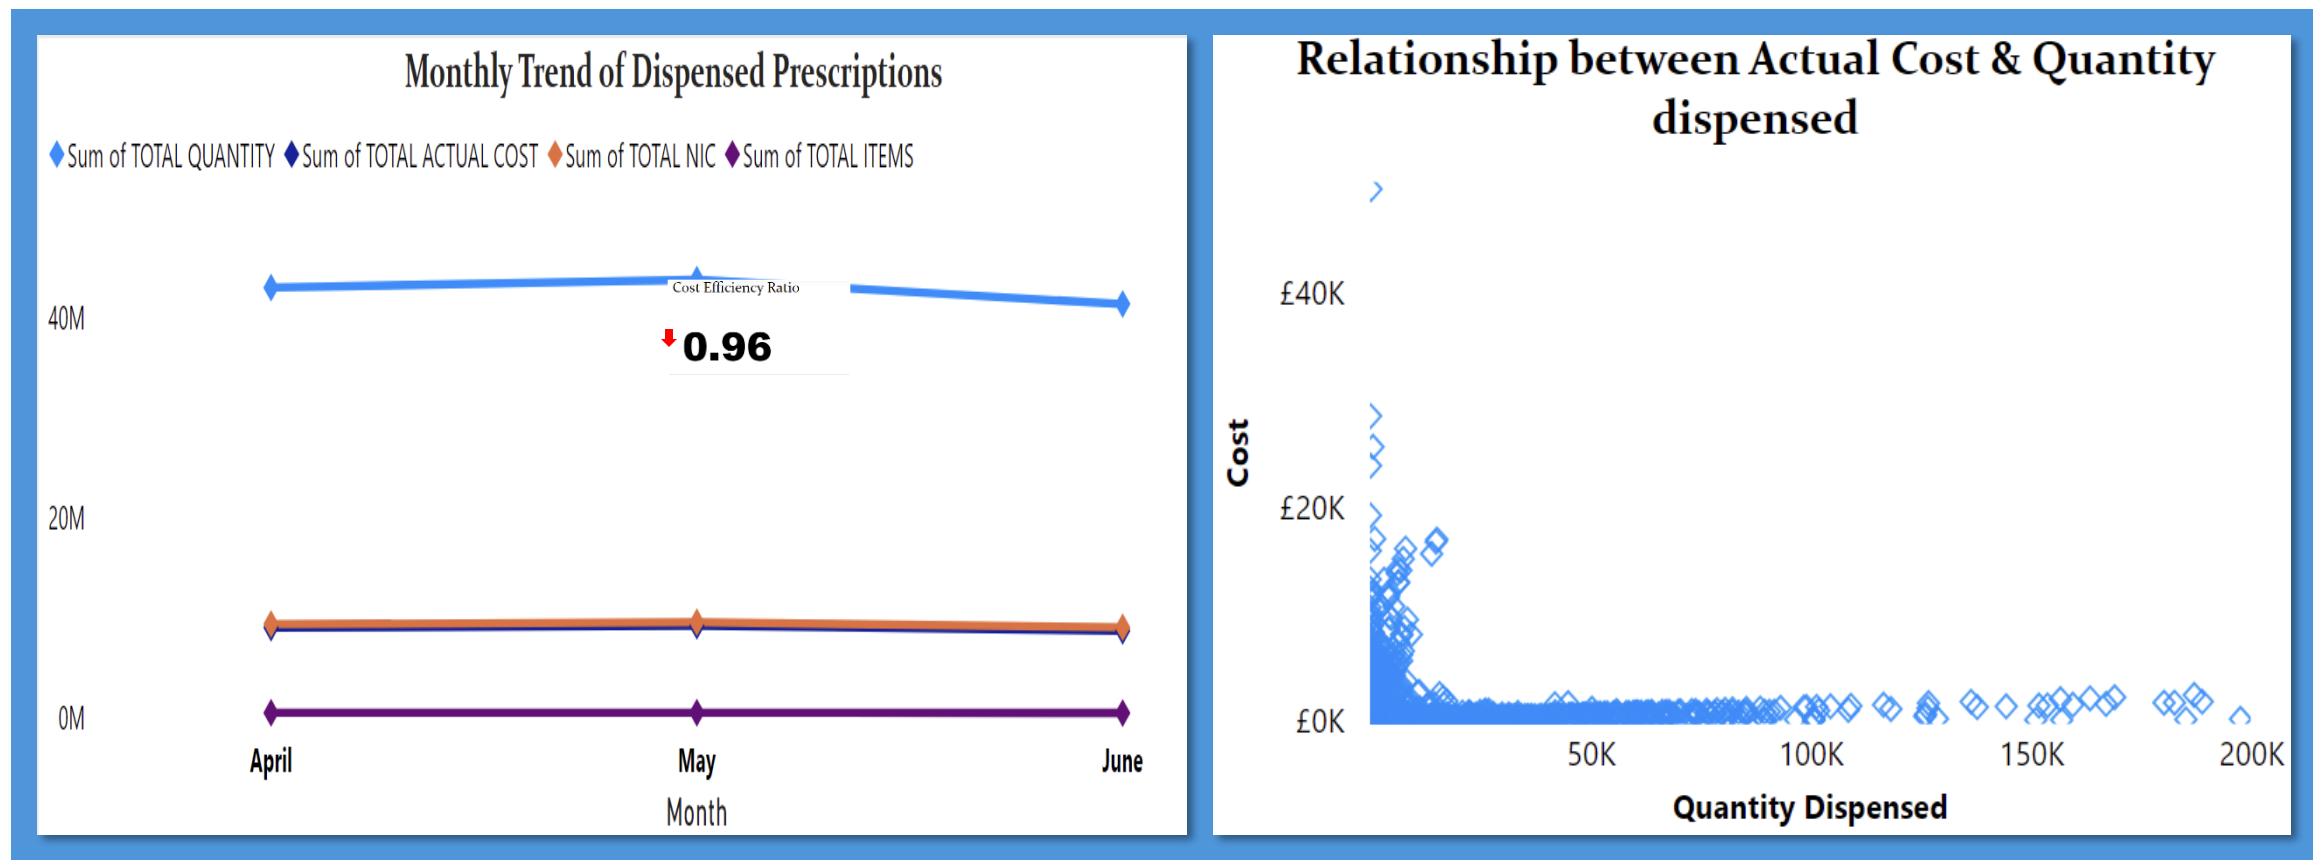 Monthly Trend of Dispensed Prescriptions
Sum of TOTAL QUANTITY Sum of TOTAL ACTUAL COST Sum of TOTAL NIC Sum of TOTAL ITEMS
Cost Efficiency Ratio
0.96
40M
20M
0M
April May June
Month
Relationship between Actual Cost & Quantity
dispensed
Cost
£40K
£20K
£0K
50K 100K 150K 200K
Quantity Dispensed